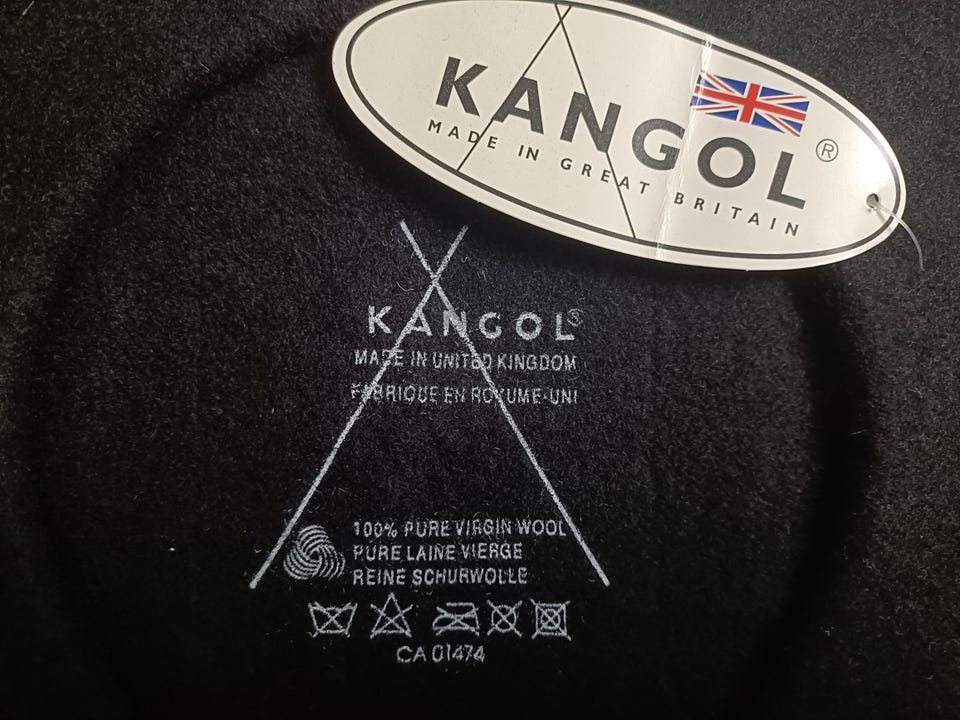 KANGOL ®
MADE IN GREAT BRITAIN
KANGOL®
MADE IN UNITED KINGDOM
FABRIQUE EN ROYUME-UNI
100% PURE VIRGIN WOOL
PURE LAINE VIERGE
REINE SCHURWOLLE
CA 01474